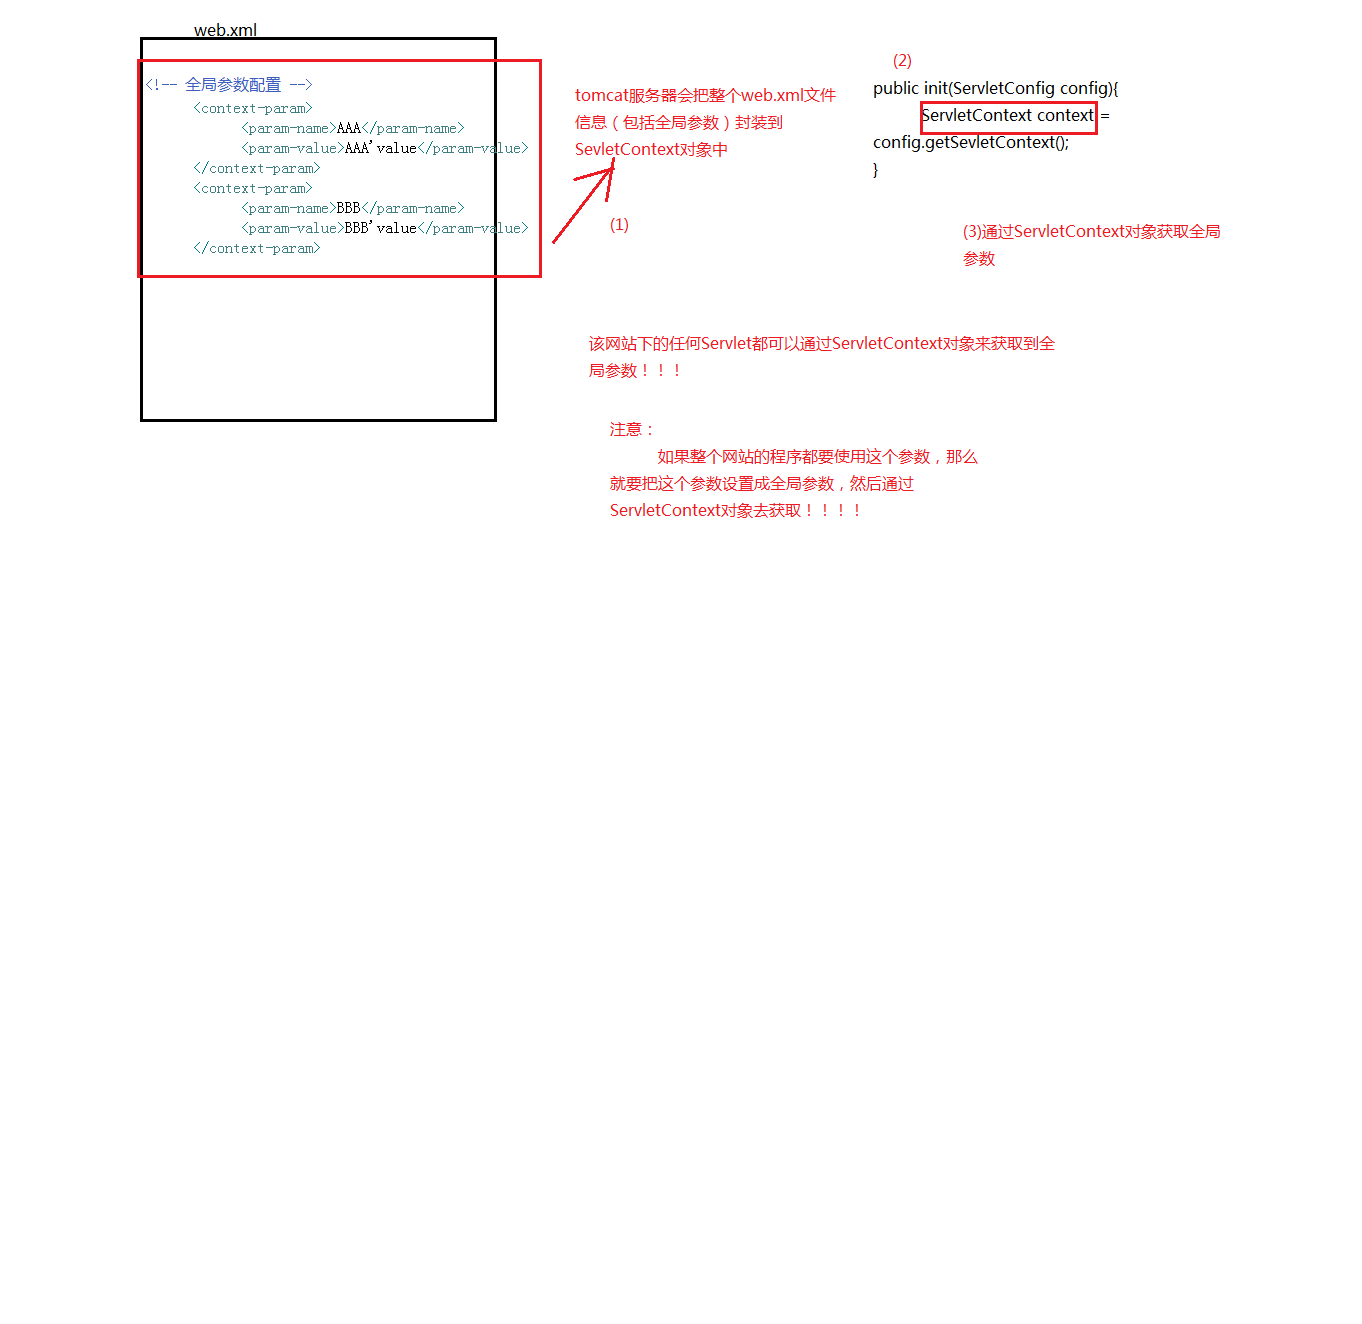 web.xml
<!-- 全局参数配置 -->
<context-param>
<param-name>AAA</param-name>
<param-value>AAA'value</param-value>
</context-param>
<context-param>
<param-name>BBB</param-name>
<param-value>BBB'value</param-value>
</context-param>
tomcat服务器会把整个web.xml文件
信息（包括全局参数）封装到
SevletContext对象中
(1)
(2)
public init(ServletConfig config){
ServletContext context =
config.getSevletContext();
}
(3)通过ServletContext对象获取全局
参数
该网站下的任何Servlet都可以通过ServletContext对象来获取到全
局参数！！！
注意：
如果整个网站的程序都要使用这个参数，那么
就要把这个参数设置成全局参数，然后通过
ServletContext对象去获取！！！！